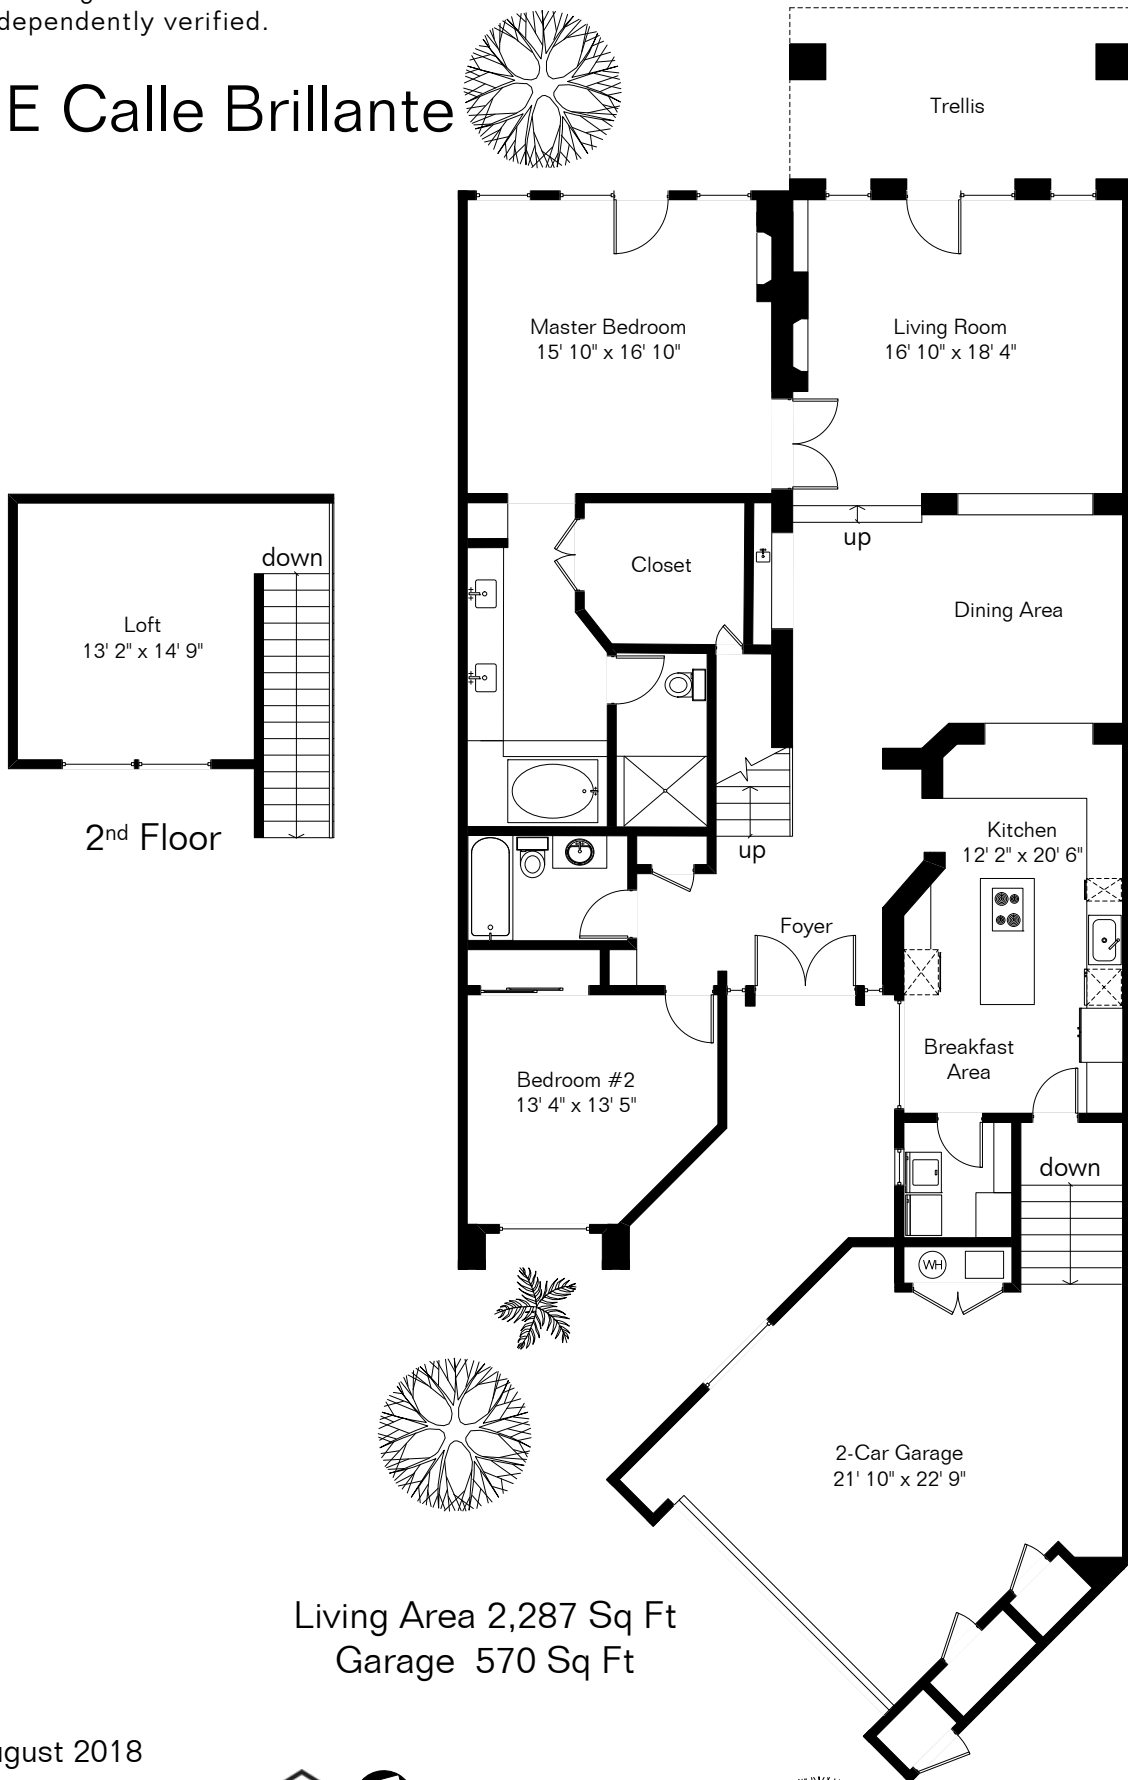 dependently verified.
E Calle Brillante
Trellis
Master Bedroom
15' 10" x 16' 10"
Living Room
16' 10" x 18' 4"
up
Closet
Dining Area
down
Loft
13' 2" x 14' 9"
2nd Floor
up
Kitchen
12' 2" x 20' 6"
Foyer
Breakfast
Area
Bedroom #2
13' 4" x 13' 5"
down
WH
2-Car Garage
21' 10" x 22' 9"
Living Area 2,287 Sq Ft
Garage 570 Sq Ft
ugust 2018